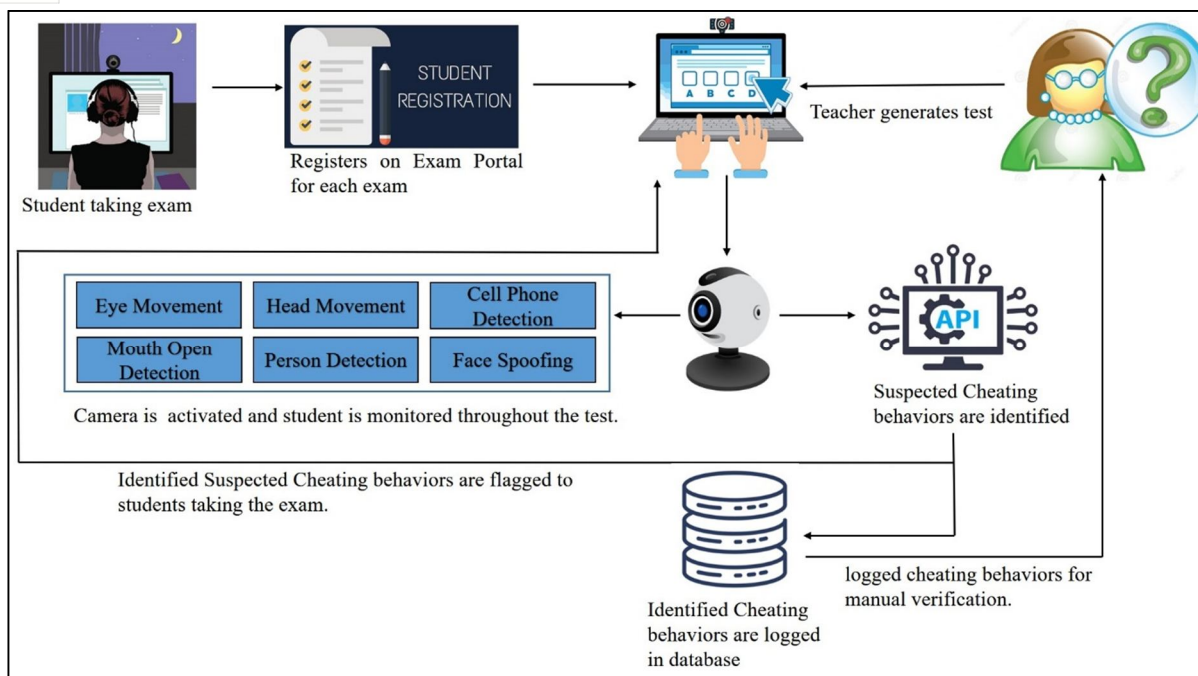 STUDENT
REGISTRATION
A B C D
Teacher generates test
Registers on Exam Portal
for each exam
Student taking exam
Eye Movement
Head Movement
Cell Phone
Detection
Mouth Open
Detection
Person Detection
Face Spoofing
API
Camera is activated and student is monitored throughout the test.
Suspected Cheating
behaviors are identified
Identified Suspected Cheating behaviors are flagged to
students taking the exam.
logged cheating behaviors for
manual verification.
Identified Cheating
behaviors are logged
in database